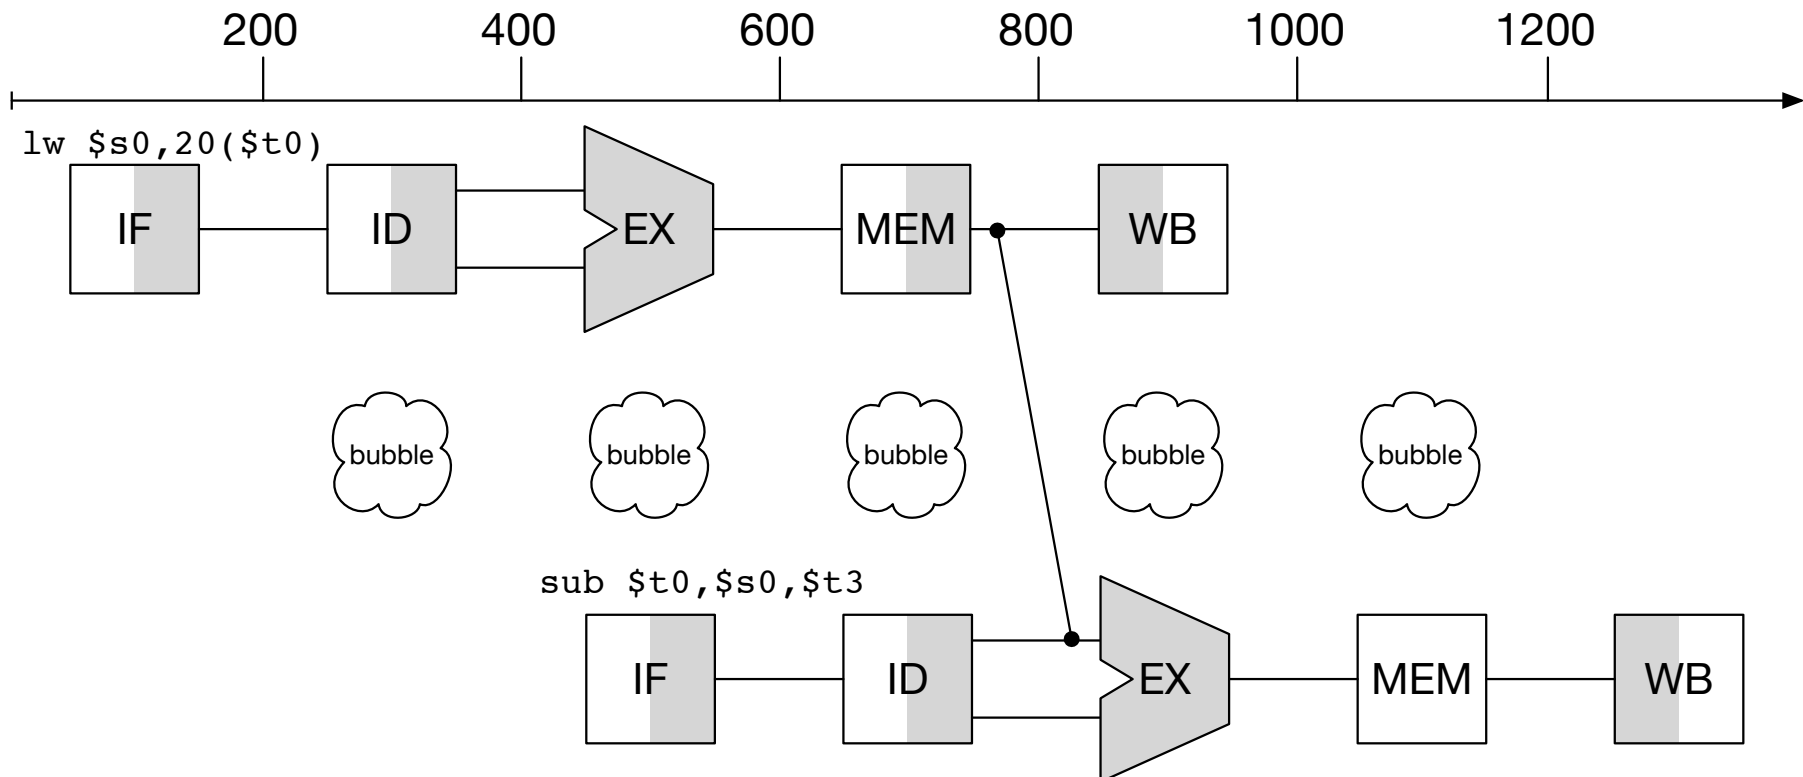 200 400 600 800 1000 1200
lw $s0,20($t0)
IF ID EX MEM WB
bubble bubble bubble bubble bubble
sub $t0,$s0,$t3
IF ID EX MEM WB